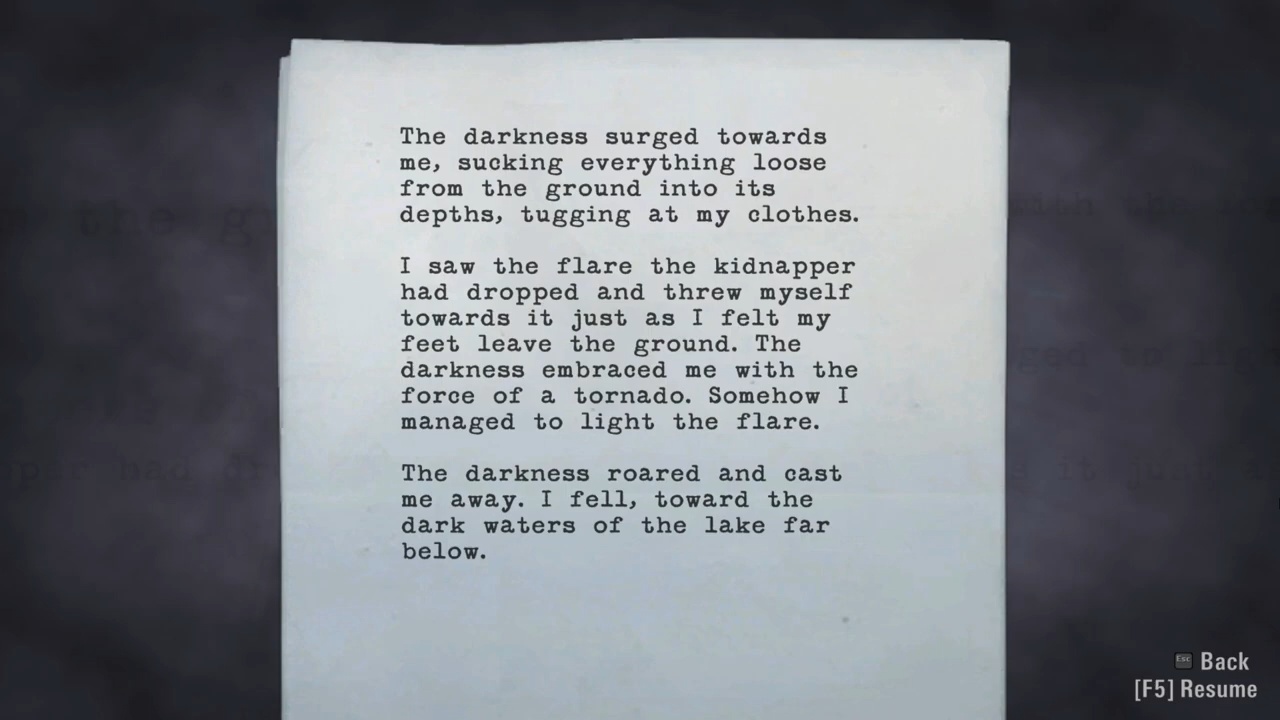 The darkness surged towards
me, sucking everything loose
from the ground into its
depths, tugging at my clothes.
I saw the flare the kidnapper
had dropped and threw myself
towards it just as I felt my
feet leave the ground. The
darkness embraced me with the
force of a tornado. Somehow I
managed to light the flare.
The darkness roared and cast
me away. I fell, toward the
dark waters of the lake far
below.
Esc Back
[F5] Resume